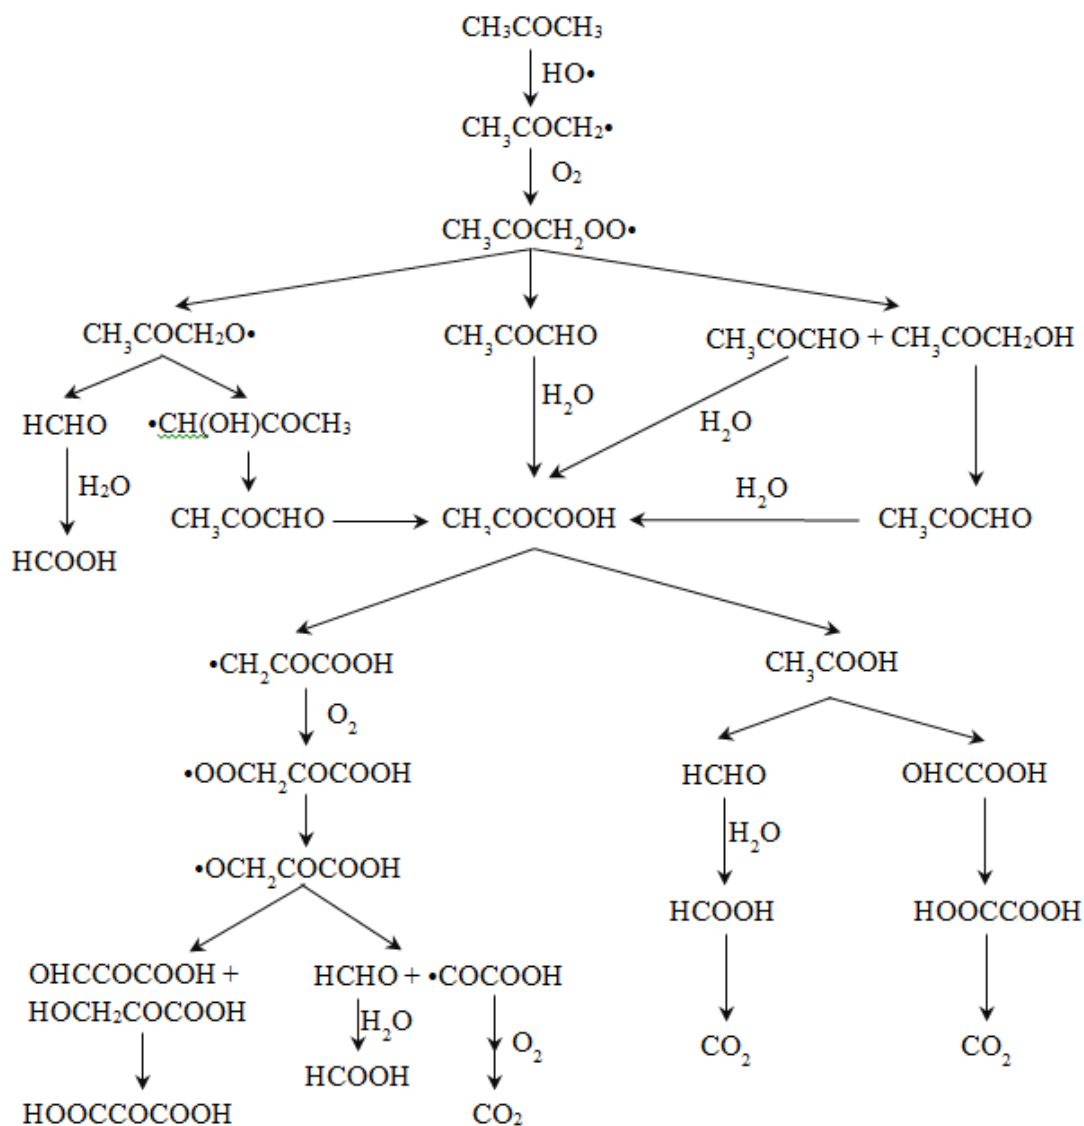 CH₃COCH₃
HO•
CH₃COCH₂•
O₂
CH₃COCH₂OO•
CH₃COCH₂O•
CH₃COCHO
CH₃COCHO + CH₃COCH₂OH
H₂O
H₂O
HCHO
•CH(OH)COCH₃
H₂O
H₂O
CH₃COCHO
CH₃COCOOH
CH₃COCHO
HCOOH
•CH₂COCOOH
CH₃COOH
O₂
•OOCH₂COCOOH
HCHO
OHCCOOH
H₂O
•OCH₂COCOOH
HCOOH
HOOCCOOH
OHCCOCOOH +
HOCH₂COCOOH
HCHO + •COCOOH
H₂O
O₂
CO₂
CO₂
HCOOH
HOOCCOCOOH
CO₂